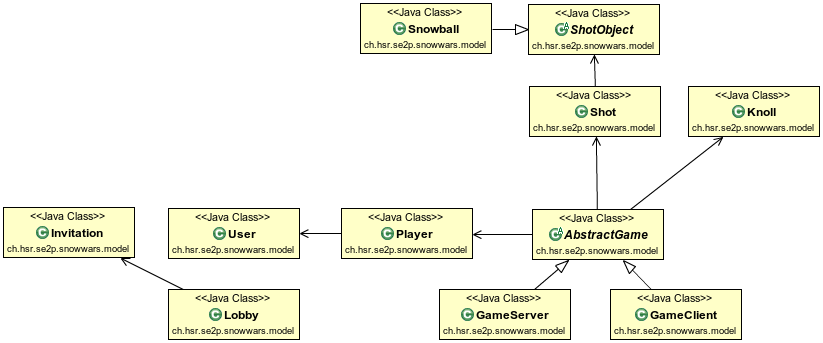 <<Java Class>>
Snowball
ch.hsr.se2p.snowwars.model
<<Java Class>>
ShotObject
ch.hsr.se2p.snowwars.model
<<Java Class>>
Shot
ch.hsr.se2p.snowwars.model
<<Java Class>>
Knoll
ch.hsr.se2p.snowwars.model
<<Java Class>>
Invitation
ch.hsr.se2p.snowwars.model
<<Java Class>>
User
ch.hsr.se2p.snowwars.model
<<Java Class>>
Player
ch.hsr.se2p.snowwars.model
<<Java Class>>
AbstractGame
ch.hsr.se2p.snowwars.model
<<Java Class>>
Lobby
ch.hsr.se2p.snowwars.model
<<Java Class>>
GameServer
ch.hsr.se2p.snowwars.model
<<Java Class>>
GameClient
ch.hsr.se2p.snowwars.model